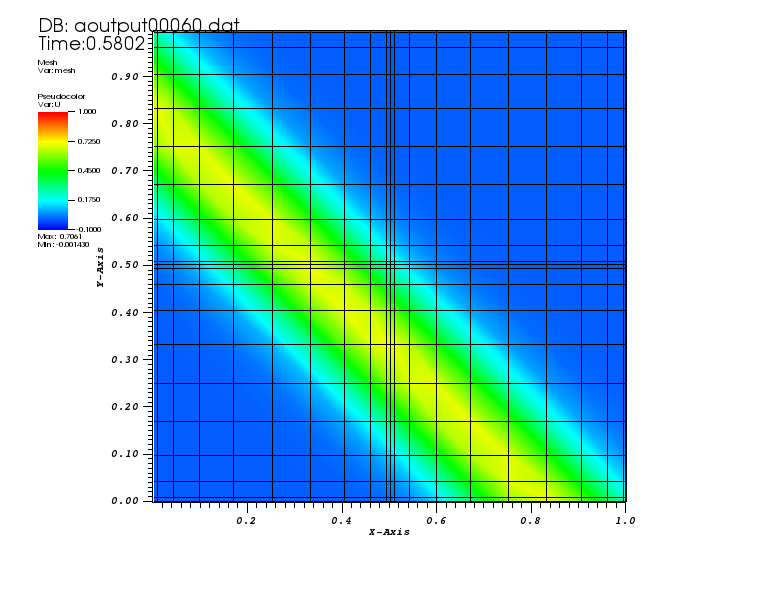 DB: aoutput00060.dat
Time:0.5802
Mesh
Var: mesh
Pseudocolor
Var: U
1.000
0.7250
0.4500
0.1750
-0.1000
Max: 0.7061
Min: -0.001430
Y-Axis
0.90
0.80
0.70
0.60
0.50
0.40
0.30
0.20
0.10
0.00
0.2 0.4 0.6 0.8 1.0
X-Axis